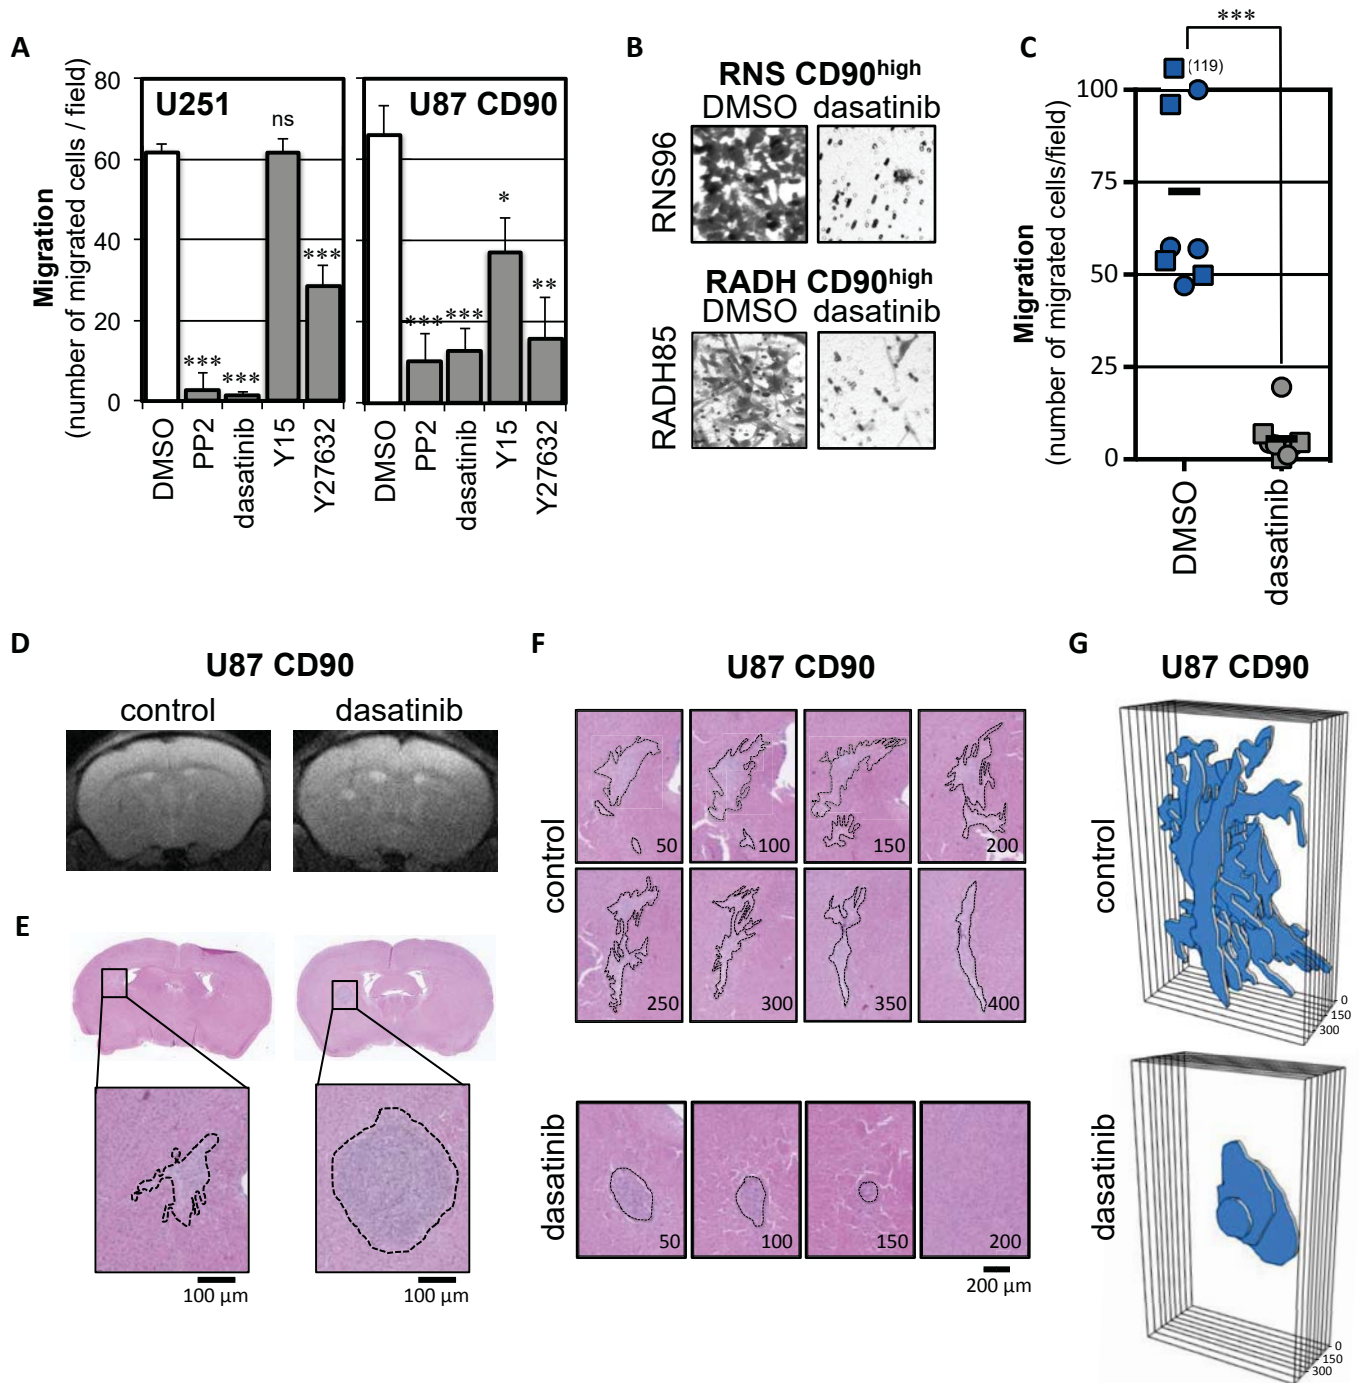 A
Migration
(number of migrated cells / field)
80
60
40
20
0
U251
ns
***
***
***
DMSO
PP2
dasatinib
Y15
Y27632
U87 CD90
***
***
*
**
DMSO
PP2
dasatinib
Y15
Y27632
B
RNS CD90high
DMSO dasatinib
RNS96
RADH CD90high
DMSO dasatinib
RADH85
C
***
(119)
Migration
(number of migrated cells/field)
100
75
50
25
0
DMSO
dasatinib
D
U87 CD90
control dasatinib
E
100 µm
100 µm
F
U87 CD90
control
50
100
150
200
250
300
350
400
dasatinib
50
100
150
200
200 µm
G
U87 CD90
control
0
150
300
dasatinib
0
150
300